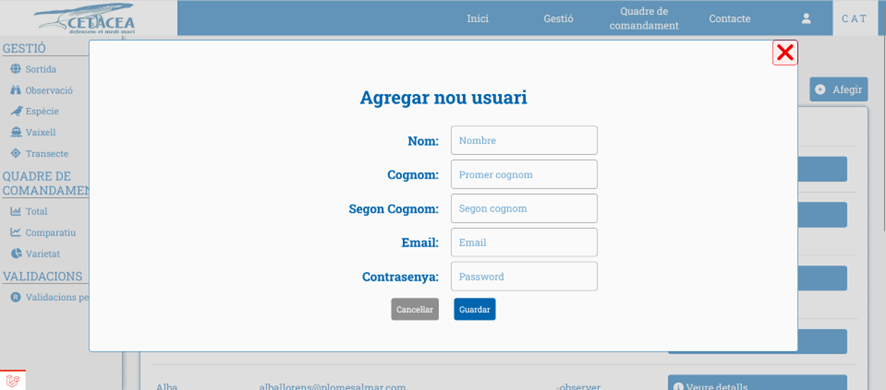 CETÁCEA
defensem el medi marí
Inici
Gestió
Quadre de
comandament
Contacte
CAT
GESTIÓ
Sortida
Observació
Espècie
Vaixell
Transecte
QUADRE DE
COMANDAMEN
Total
Comparatiu
Varietat
VALIDACIONS
Validacions pe
Afegir
Agregar nou usuari
Nom:
Nombre
Cognom:
Promer cognom
Segon Cognom:
Segon cognom
Email:
Email
Contrasenya:
Password
Cancellar
Guardar
Alba
alballorens@plomesalmar.com
-observer
Veure detalls